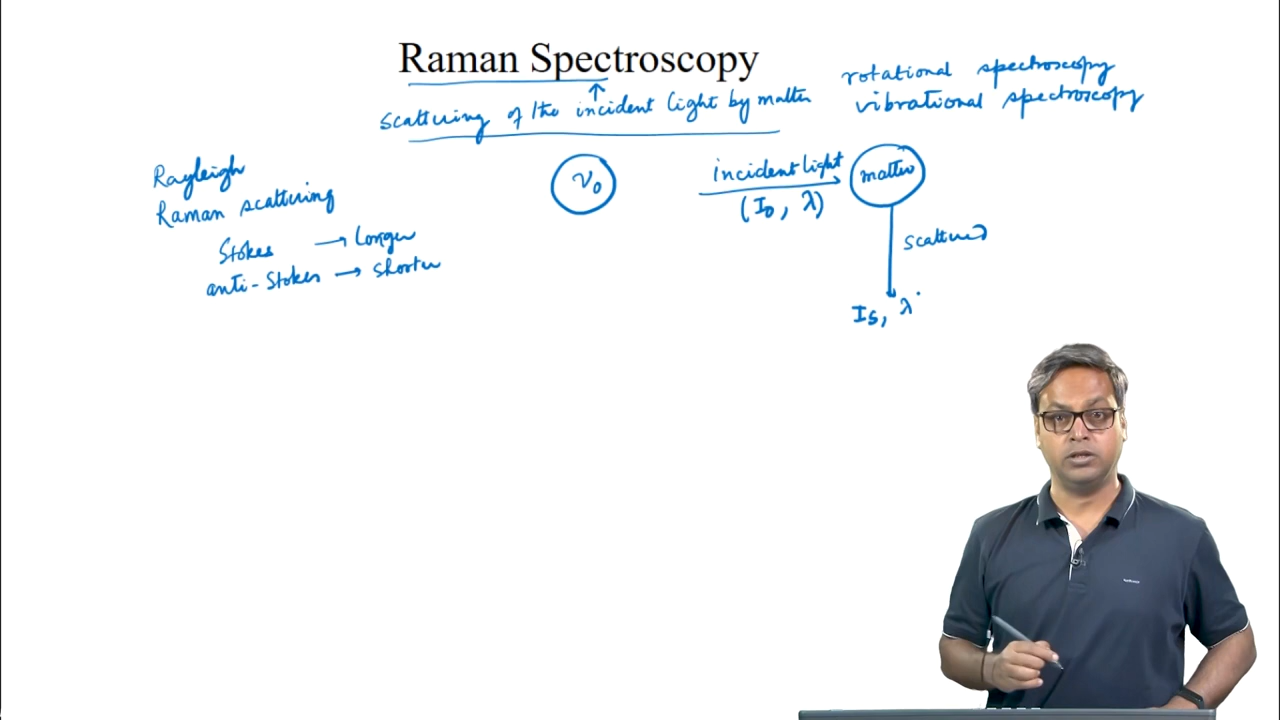 Raman Spectroscopy
scattering of the incident light by matter
rotational spectroscopy
vibrational spectroscopy
Rayleigh
Raman scattering
Stokes → Longer
anti-Stokes → shorter
ν₀
incident light
(I₀, λ)
matter
scattered
Is, λ'